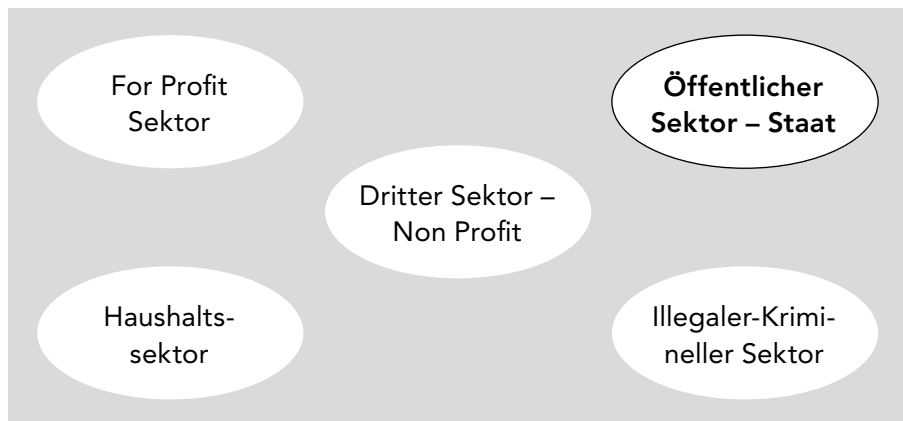 For Profit
Sektor
Öffentlicher
Sektor – Staat
Dritter Sektor –
Non Profit
Haushalts-
sektor
Illegaler-Krimi-
neller Sektor